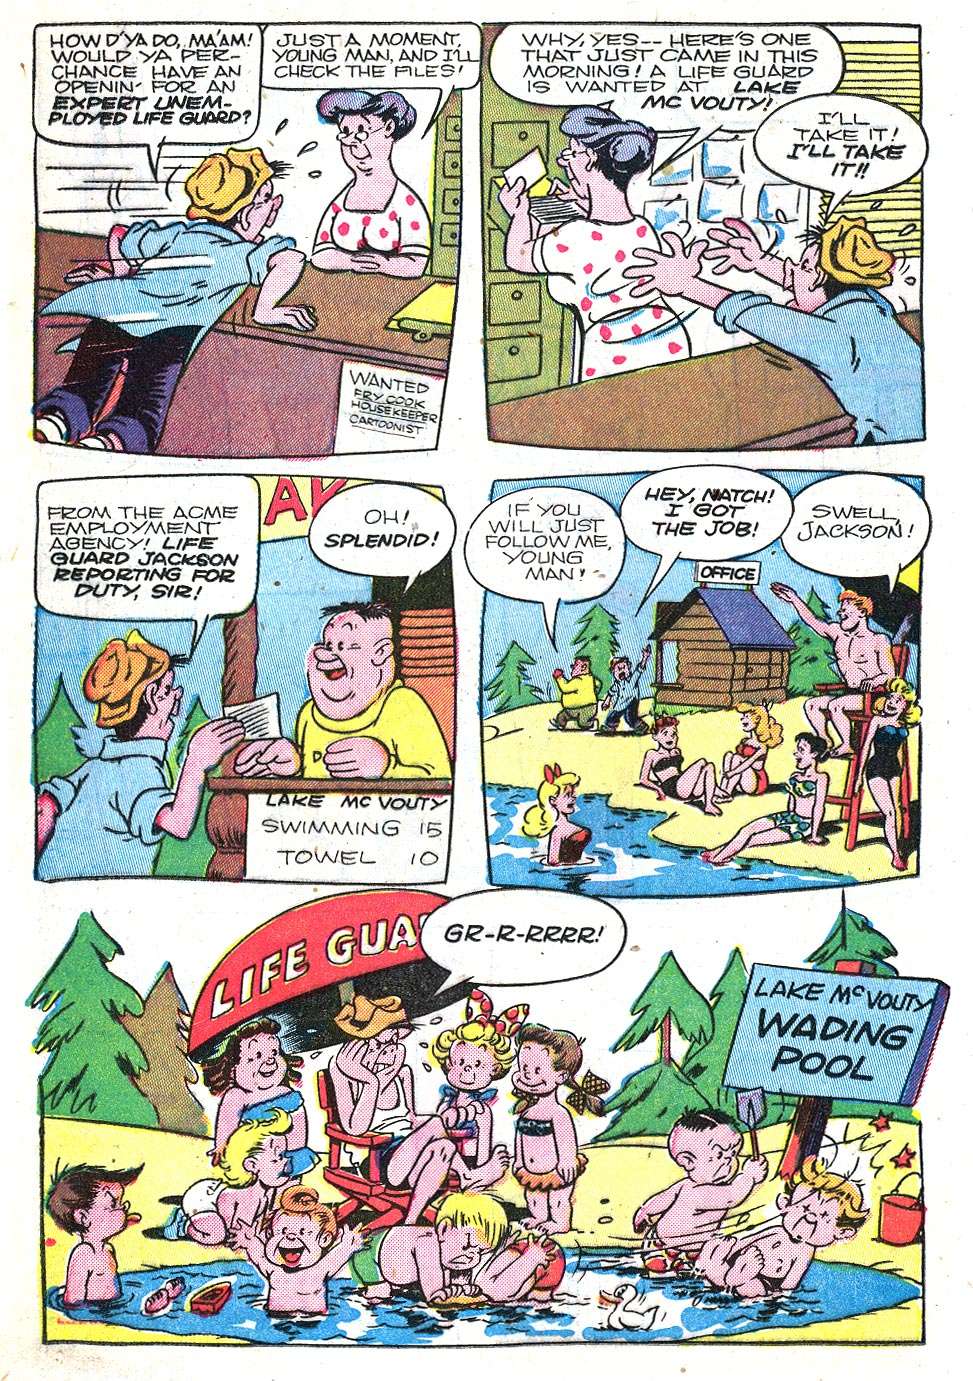 HOW D'YA DO, MA'AM!
WOULD YA PER-
CHANCE HAVE AN
OPENIN' FOR AN
EXPERT UNEM-
PLOYED LIFE GUARD?
JUST A MOMENT,
YOUNG MAN, AND I'LL
CHECK THE FILES!
WANTED
FRY COOK
HOUSEKEEPER
CARTOONIST
WHY, YES-- HERE'S ONE
THAT JUST CAME IN THIS
MORNING! A LIFE GUARD
IS WANTED AT LAKE
MC VOUTY!
I'LL
TAKE IT!
I'LL TAKE
IT!!
FROM THE ACME
EMPLOYMENT
AGENCY! LIFE
GUARD JACKSON
REPORTING FOR
DUTY, SIR!
OH!
SPLENDID!
LAKE MC VOUTY
SWIMMING 15
TOWEL 10
IF YOU
WILL JUST
FOLLOW ME,
YOUNG
MAN!
HEY, NATCH!
I GOT
THE JOB!
SWELL,
JACKSON!
OFFICE
GR-R-RRRR!
LIFE GUA
LAKE MC VOUTY
WADING
POOL